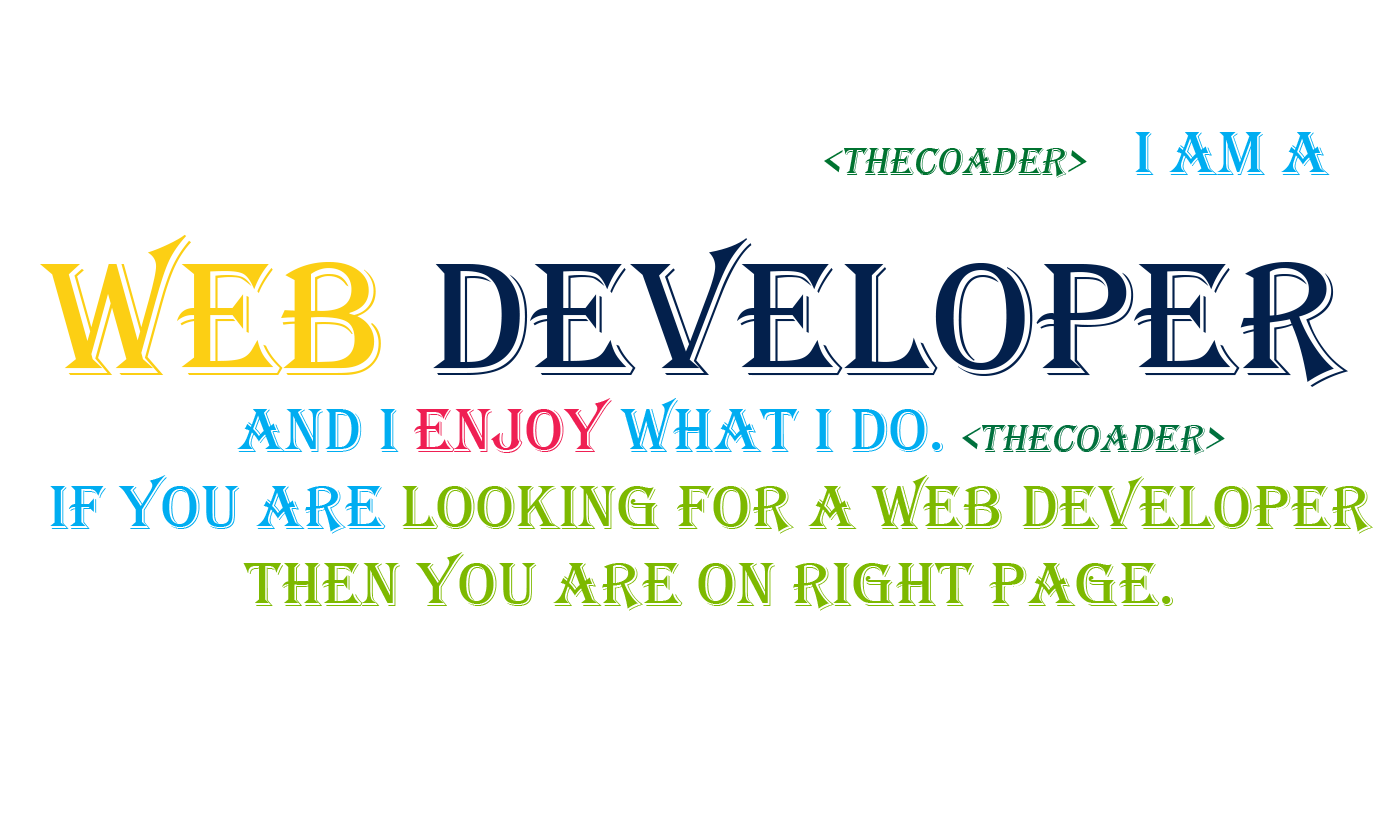 <THECOADER> I AM A
WEB DEVELOPER
AND I ENJOY WHAT I DO. <THECOADER>
IF YOU ARE LOOKING FOR A WEB DEVELOPER
THEN YOU ARE ON RIGHT PAGE.